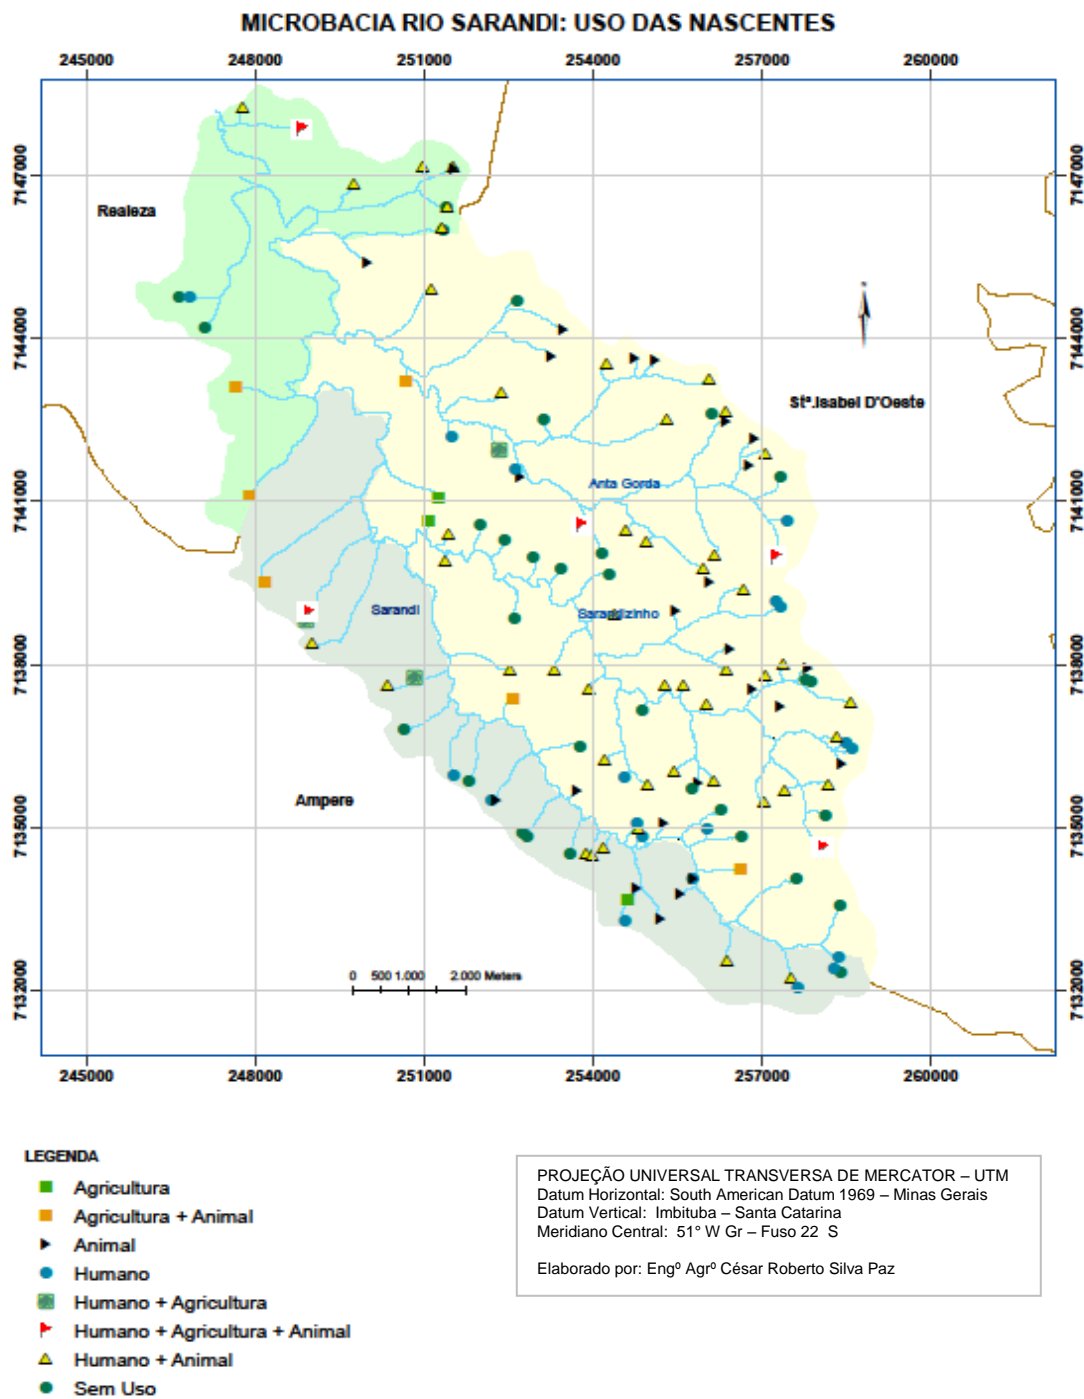 MICROBACIA RIO SARANDI: USO DAS NASCENTES
245000 248000 251000 254000 257000 260000
7147000 7147000
Realeza
7144000 7144000
Stª.Isabel D'Oeste
Anta Gorda
7141000 7141000
Sarandi
Sarandizinho
7138000 7138000
Ampere
7135000 7135000
0 500 1.000 2.000 Meters
7132000 7132000
245000 248000 251000 254000 257000 260000
LEGENDA
Agricultura
Agricultura + Animal
Animal
Humano
Humano + Agricultura
Humano + Agricultura + Animal
Humano + Animal
Sem Uso
PROJEÇÃO UNIVERSAL TRANSVERSA DE MERCATOR – UTM
Datum Horizontal: South American Datum 1969 – Minas Gerais
Datum Vertical: Imbituba – Santa Catarina
Meridiano Central: 51° W Gr – Fuso 22 S
Elaborado por: Engº Agrº César Roberto Silva Paz